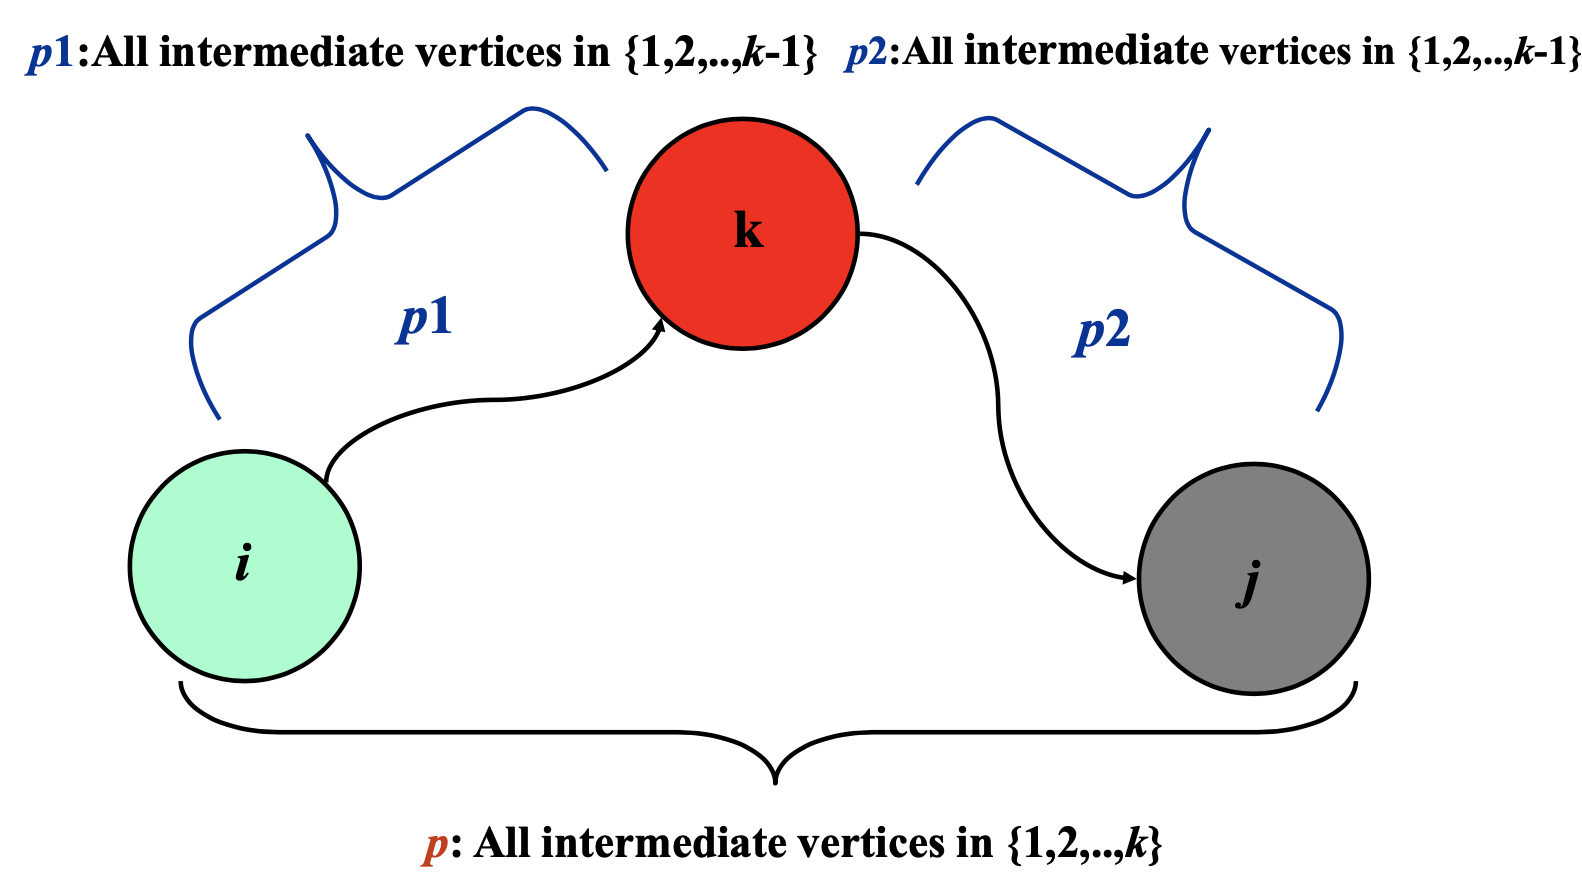 p1:All intermediate vertices in {1,2,..,k-1}
p2:All intermediate vertices in {1,2,..,k-1}
k
p1
p2
i
j
p: All intermediate vertices in {1,2,..,k}